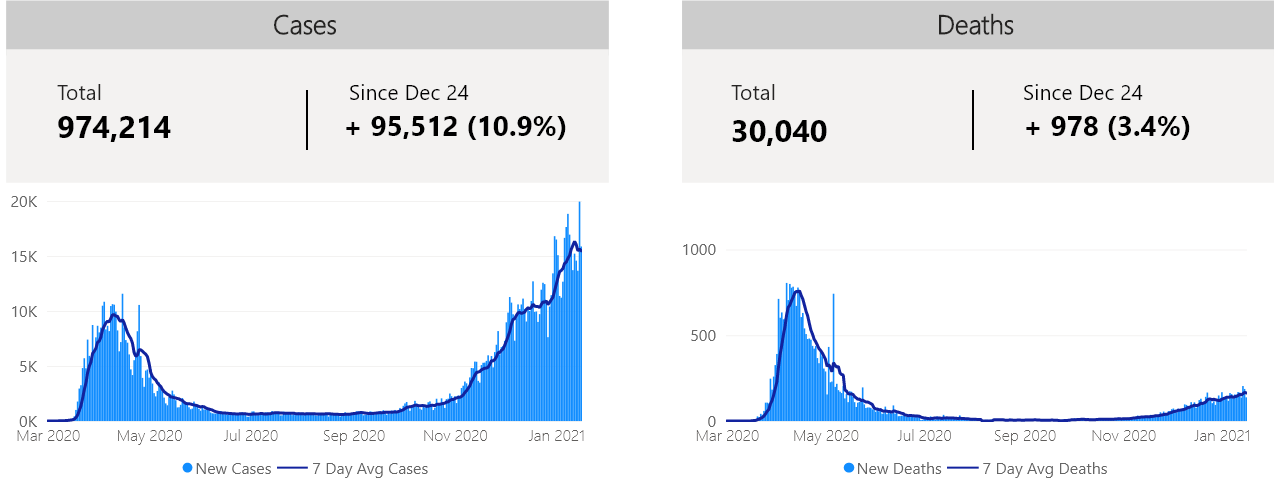 Cases
Total
974,214
Since Dec 24
+ 95,512 (10.9%)
20K
15K
10K
5K
0K
Mar 2020 May 2020 Jul 2020 Sep 2020 Nov 2020 Jan 2021
New Cases 7 Day Avg Cases
Deaths
Total
30,040
Since Dec 24
+ 978 (3.4%)
1000
500
0
Mar 2020 May 2020 Jul 2020 Sep 2020 Nov 2020 Jan 2021
New Deaths 7 Day Avg Deaths